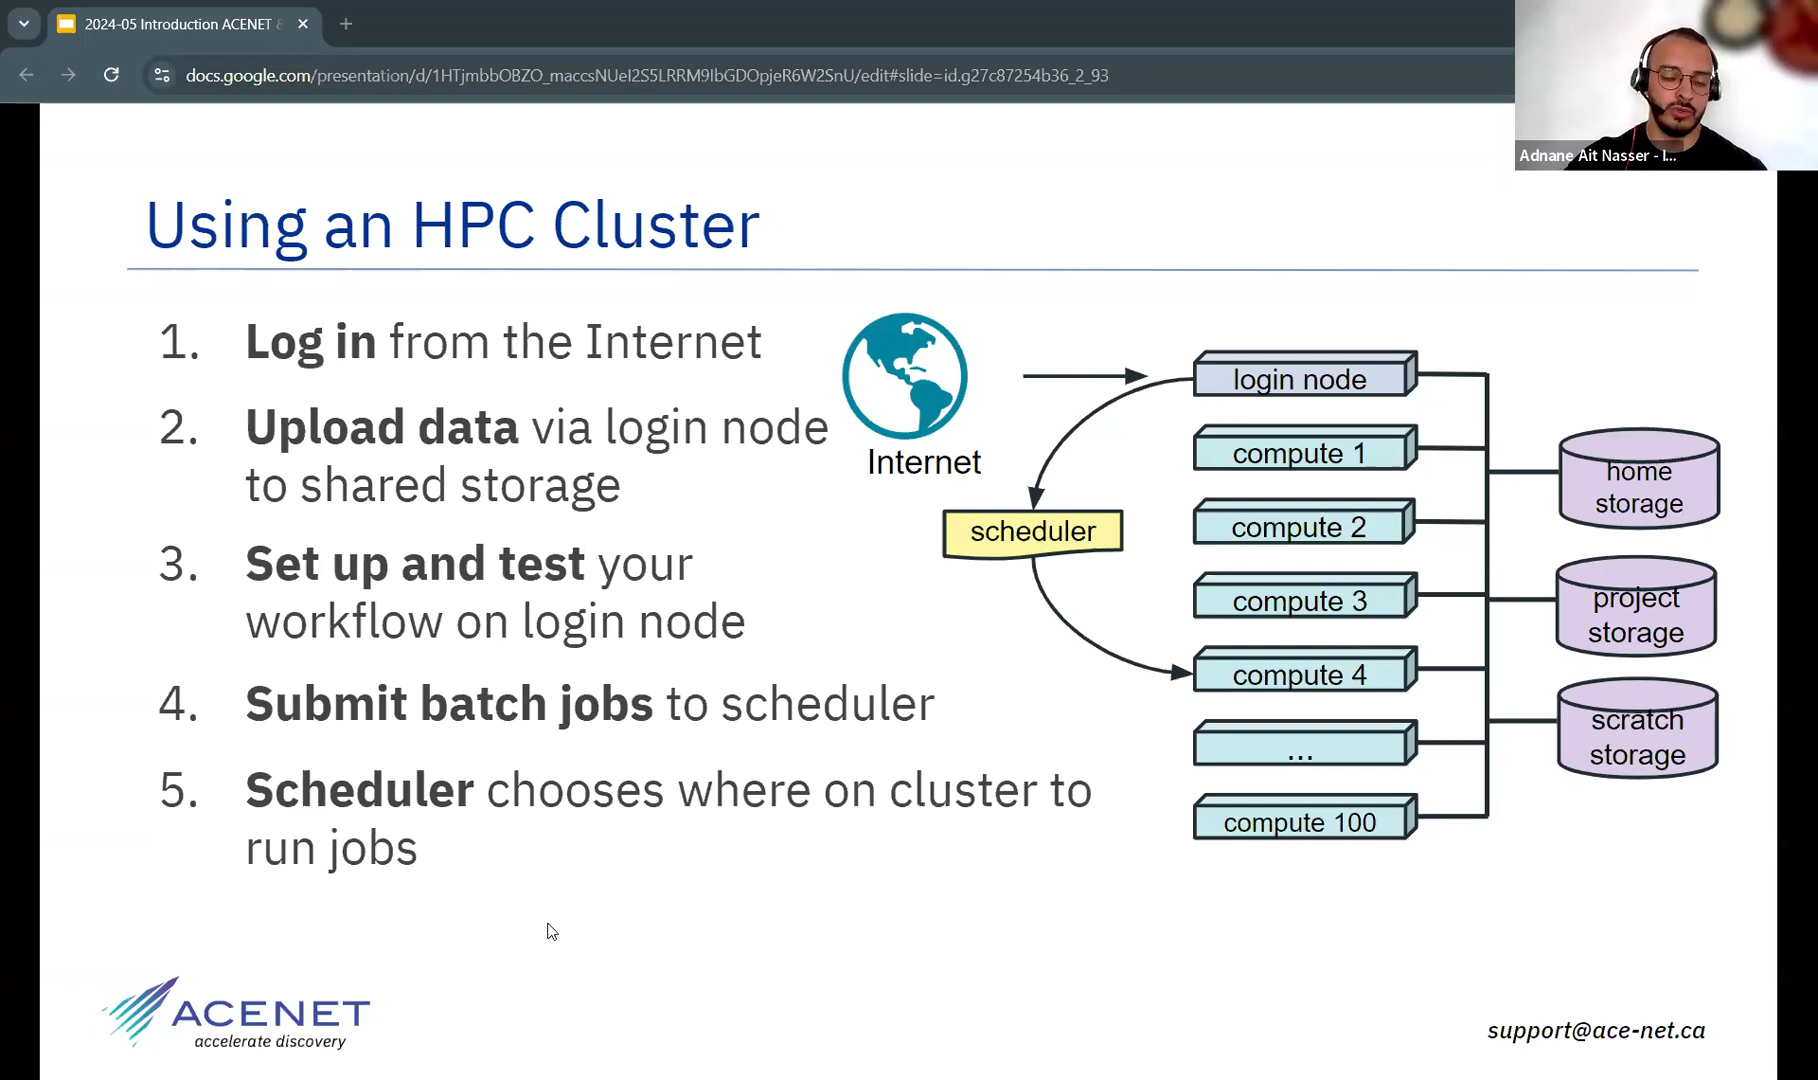 2024-05 Introduction ACENET
docs.google.com/presentation/d/1HTjmbbOBZO_maccsNUeI2S5LRRM9IbGDOpjeR6W2SnU/edit#slide=id.g27c87254b36_2_93
Adnane Ait Nasser - I...
Using an HPC Cluster
1. Log in from the Internet
2. Upload data via login node
to shared storage
3. Set up and test your
workflow on login node
4. Submit batch jobs to scheduler
5. Scheduler chooses where on cluster to
run jobs
Internet
scheduler
login node
compute 1
compute 2
compute 3
compute 4
...
compute 100
home
storage
project
storage
scratch
storage
ACENET
accelerate discovery
support@ace-net.ca